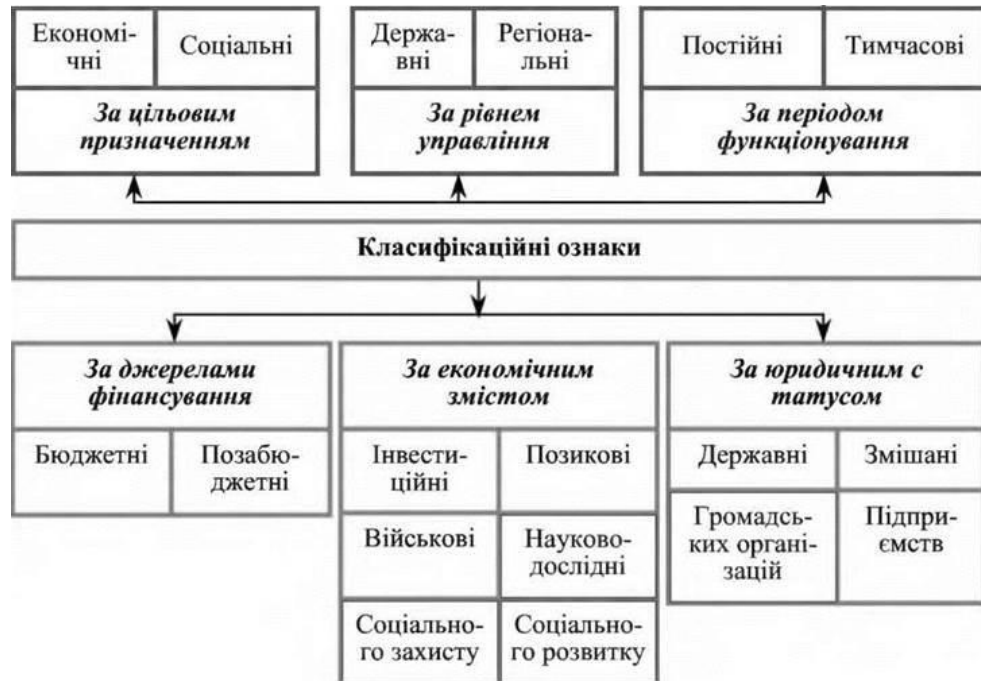 Економі-
чні
Соціальні
За цільовим
призначенням
Держа-
вні
Регіона-
льні
За рівнем
управління
Постійні
Тимчасові
За періодом
функціонування
Класифікаційні ознаки
За джерелами
фінансування
Бюджетні
Позабю-
джетні
За економічним
змістом
Інвести-
ційні
Позикові
Військові
Науково-
дослідні
Соціально-
го захисту
Соціально-
го розвитку
За юридичним с
татусом
Державні
Змішані
Громадсь-
ких органі-
зацій
Підпри-
ємств